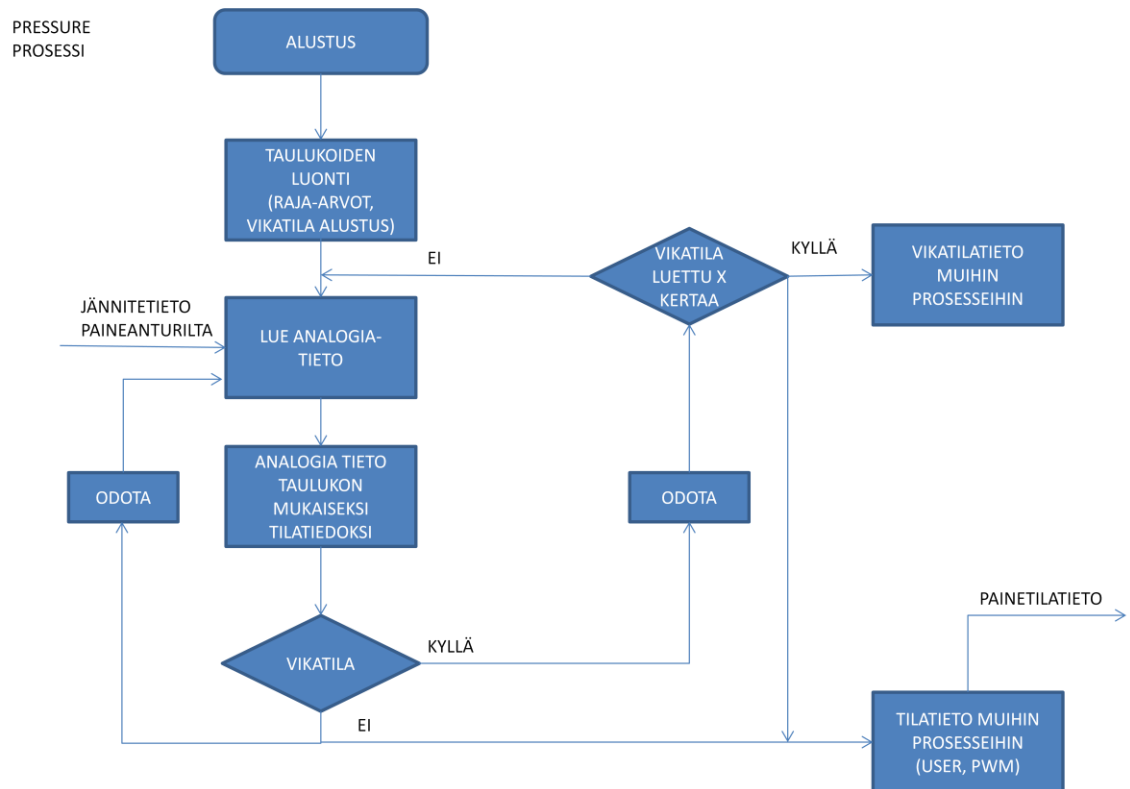 PRESSURE
PROSESSI
ALUSTUS
TAULUKOIDEN
LUONTI
(RAJA-ARVOT,
VIKATILA ALUSTUS)
EI
VIKATILA
LUETTU X
KERTAA
KYLLÄ
VIKATILATIETO
MUIHIN
PROSESSEIHIN
JÄNNITETIETO
PAINEANTURILTA
LUE ANALOGIA-
TIETO
ANALOGIA TIETO
TAULUKON
MUKAISEKSI
TILATIEDOKSI
ODOTA
ODOTA
VIKATILA
KYLLÄ
EI
PAINETILATIETO
TILATIETO MUIHIN
PROSESSEIHIN
(USER, PWM)